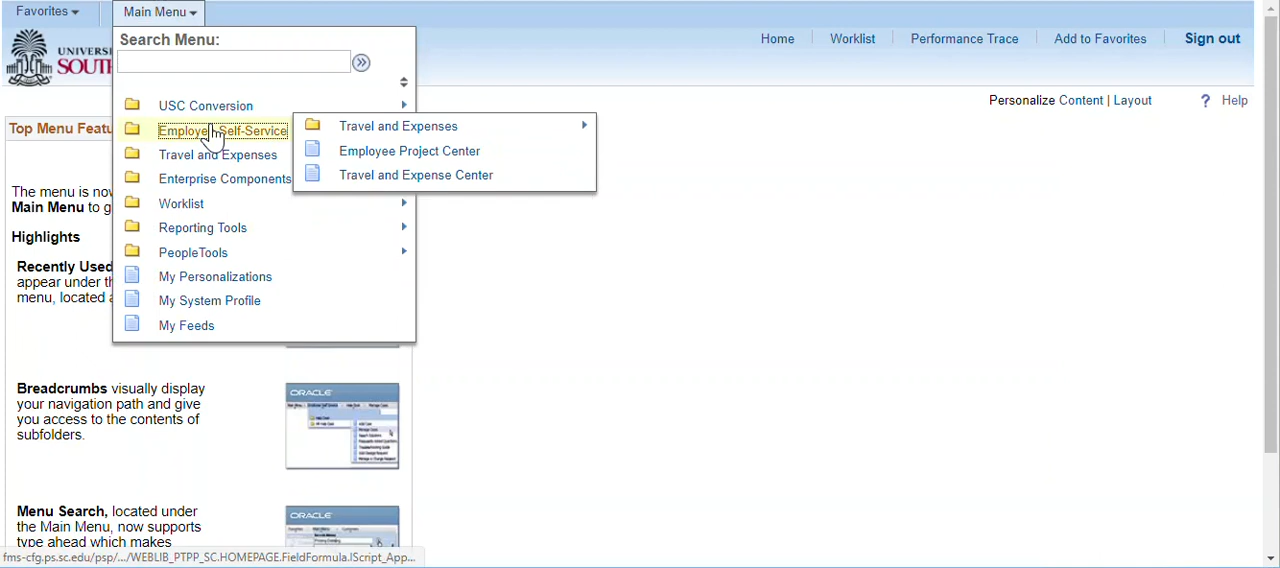 Favorites
Main Menu
UNIVERSI
SOUTH
Home
Worklist
Performance Trace
Add to Favorites
Sign out
Search Menu:
Personalize Content | Layout
? Help
Top Menu Featu
USC Conversion
Employee Self-Service
Travel and Expenses
Enterprise Components
Worklist
Reporting Tools
PeopleTools
My Personalizations
My System Profile
My Feeds
Travel and Expenses
Employee Project Center
Travel and Expense Center
The menu is now
Main Menu to g
Highlights
Recently Used
appear under th
menu, located a
Breadcrumbs visually display
your navigation path and give
you access to the contents of
subfolders.
ORACLE
Menu Search, located under
the Main Menu, now supports
type ahead which makes
ORACLE
fms-cfg.ps.sc.edu/psp/.../WEBLIB_PTPP_SC.HOMEPAGE.FieldFormula.IScript_App...